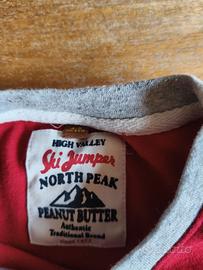 HIGH VALLEY
Ski Jumper
NORTH PEAK
PEANUT BUTTER
Authentic
Traditional Brand